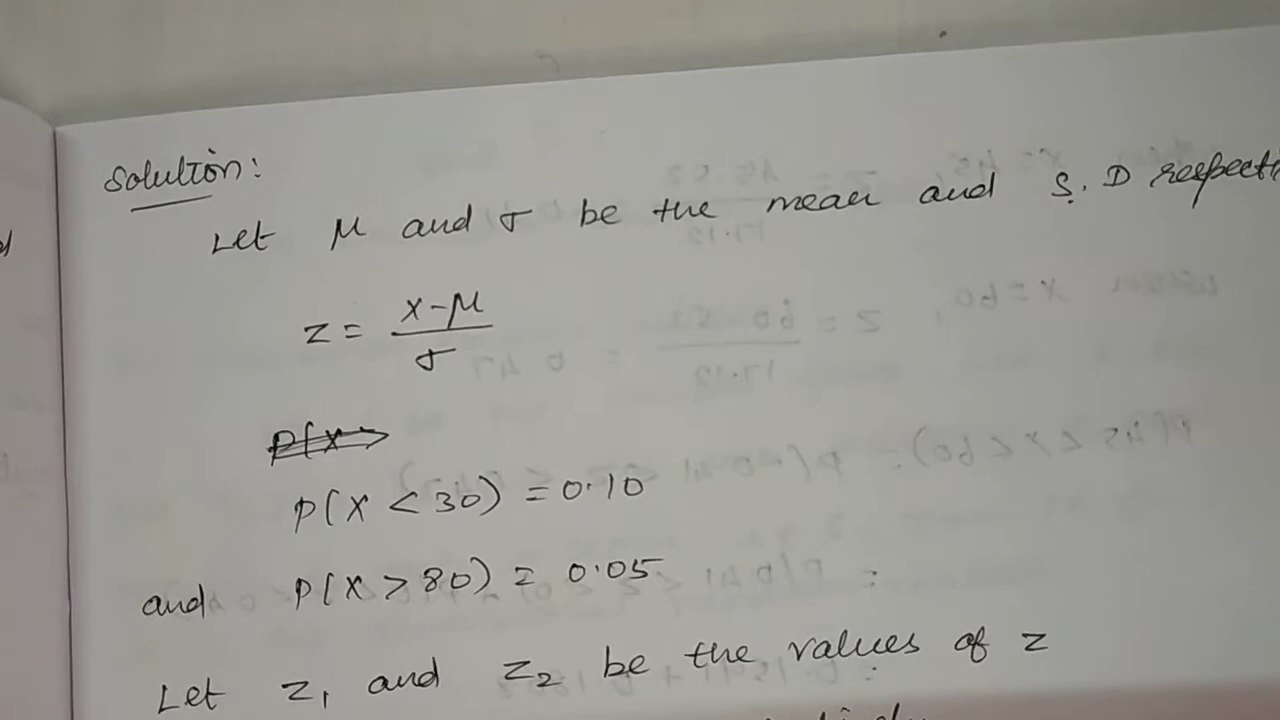 Solution:
Let μ and σ be the mean and S.D respecti
z = x-μ / σ
P(X < 30) = 0.10
and P(X > 80) = 0.05
Let z₁ and z₂ be the values of z